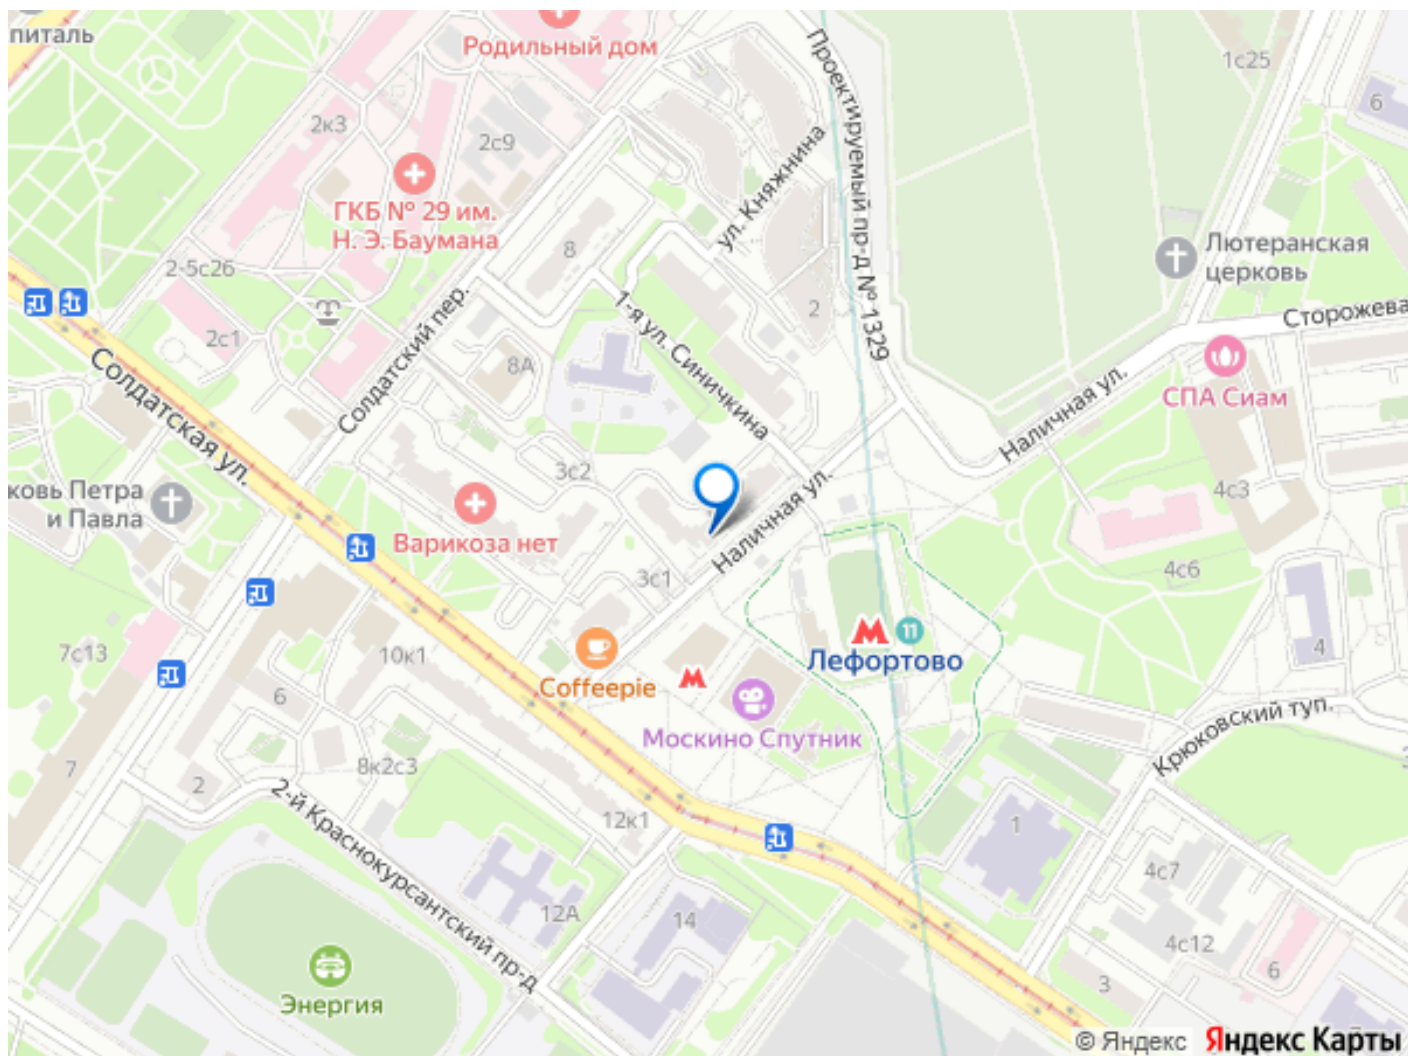 питаль
Родильный дом
1с25
6
2к3
2с9
Проектируемый пр-д № 1329
ул. Княжнина
ГКБ № 29 им.
Н. Э. Баумана
8
2-5с26
Лютеранская
церковь
2
Сторожева
2с1
1-я ул. Синичкина
Солдатский пер.
8А
СПА Сиам
Наличная ул.
Солдатская ул.
3с2
4с3
ковь Петра
и Павла
Варикоза нет
Наличная ул.
3с1
4с6
7с13
10к1
Coffeepie
11
Лефортово
4
6
Москино Спутник
Крюковский туп.
7
2
8к2с3
2-й Краснокурсантский пр-д
12к1
1
4с7
12А
14
4с12
6
3
Энергия
© Яндекс
Яндекс Карты